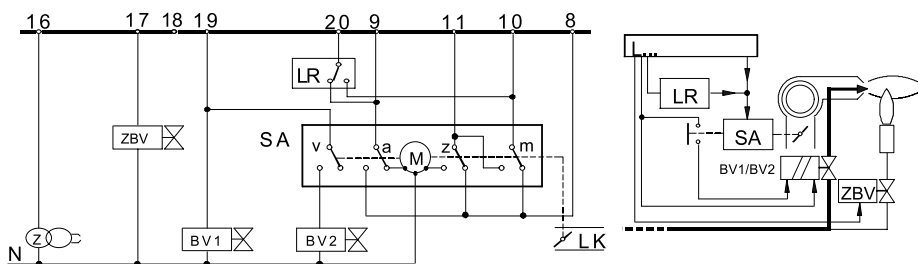 16 17 18 19 20 9 11 10 8
LR
ZBV
SA
v a M z m
Z
BV1
BV2
LK
N
L
LR
SA
BV1/BV2
ZBV